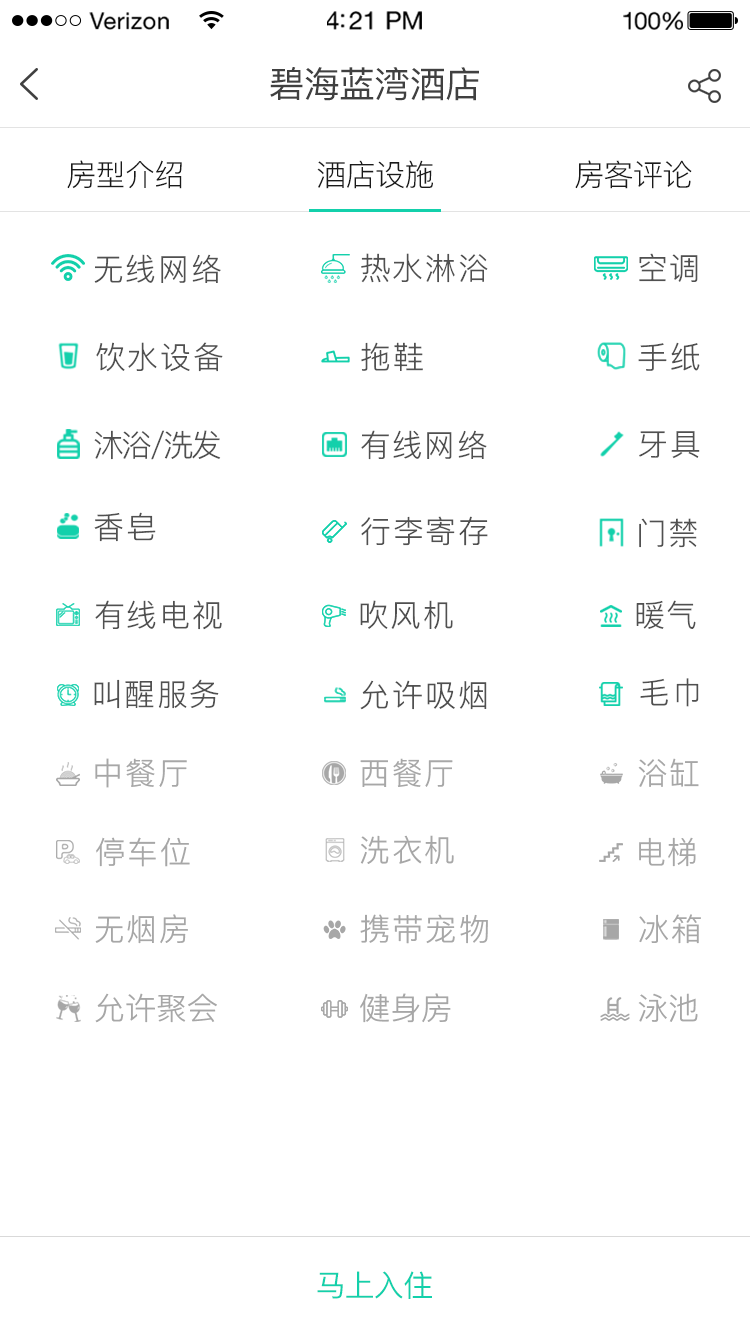 Verizon 4:21 PM 100%
碧海蓝湾酒店
房型介绍 酒店设施 房客评论
无线网络 热水淋浴 空调
饮水设备 拖鞋 手纸
沐浴/洗发 有线网络 牙具
香皂 行李寄存 门禁
有线电视 吹风机 暖气
叫醒服务 允许吸烟 毛巾
中餐厅 西餐厅 浴缸
停车位 洗衣机 电梯
无烟房 携带宠物 冰箱
允许聚会 健身房 泳池
马上入住